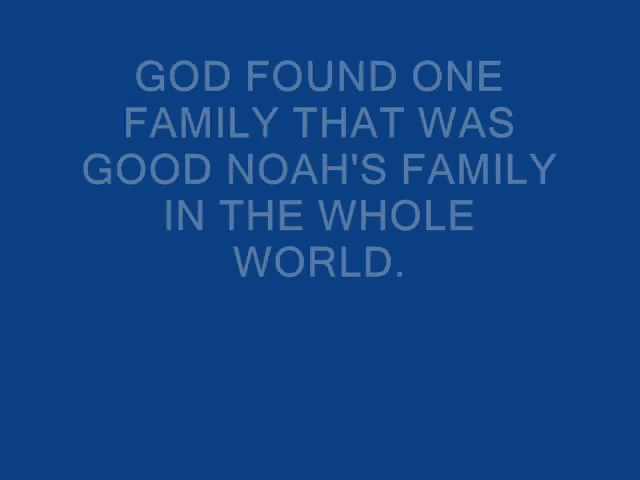 GOD FOUND ONE
FAMILY THAT WAS
GOOD NOAH'S FAMILY
IN THE WHOLE
WORLD.